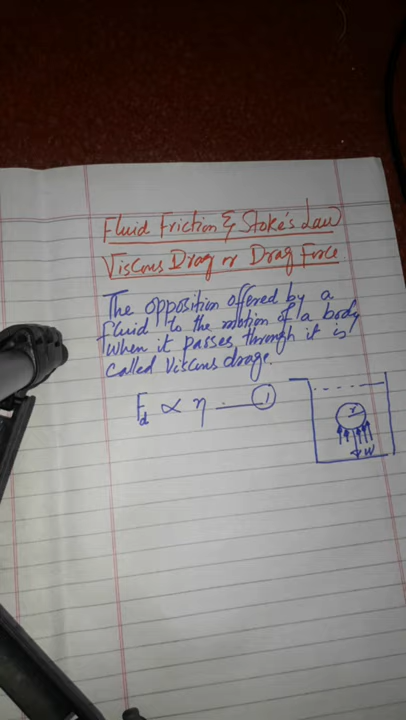 Fluid Friction & Stoke's Law
Viscous Drag or Drag Force
The opposition offered by a
fluid to the motion of a body
when it passes through it is
called Viscous drage.
Fd ∝ η — 1
r
W